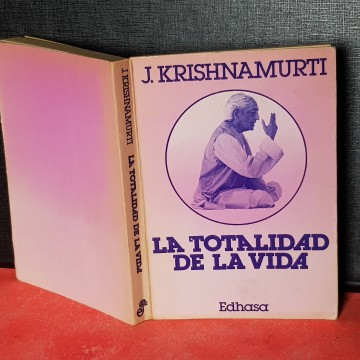 J. KRISHNAMURTI
LA TOTALIDAD DE LA VIDA
J. KRISHNAMURTI
LA TOTALIDAD
DE LA VIDA
Edhasa